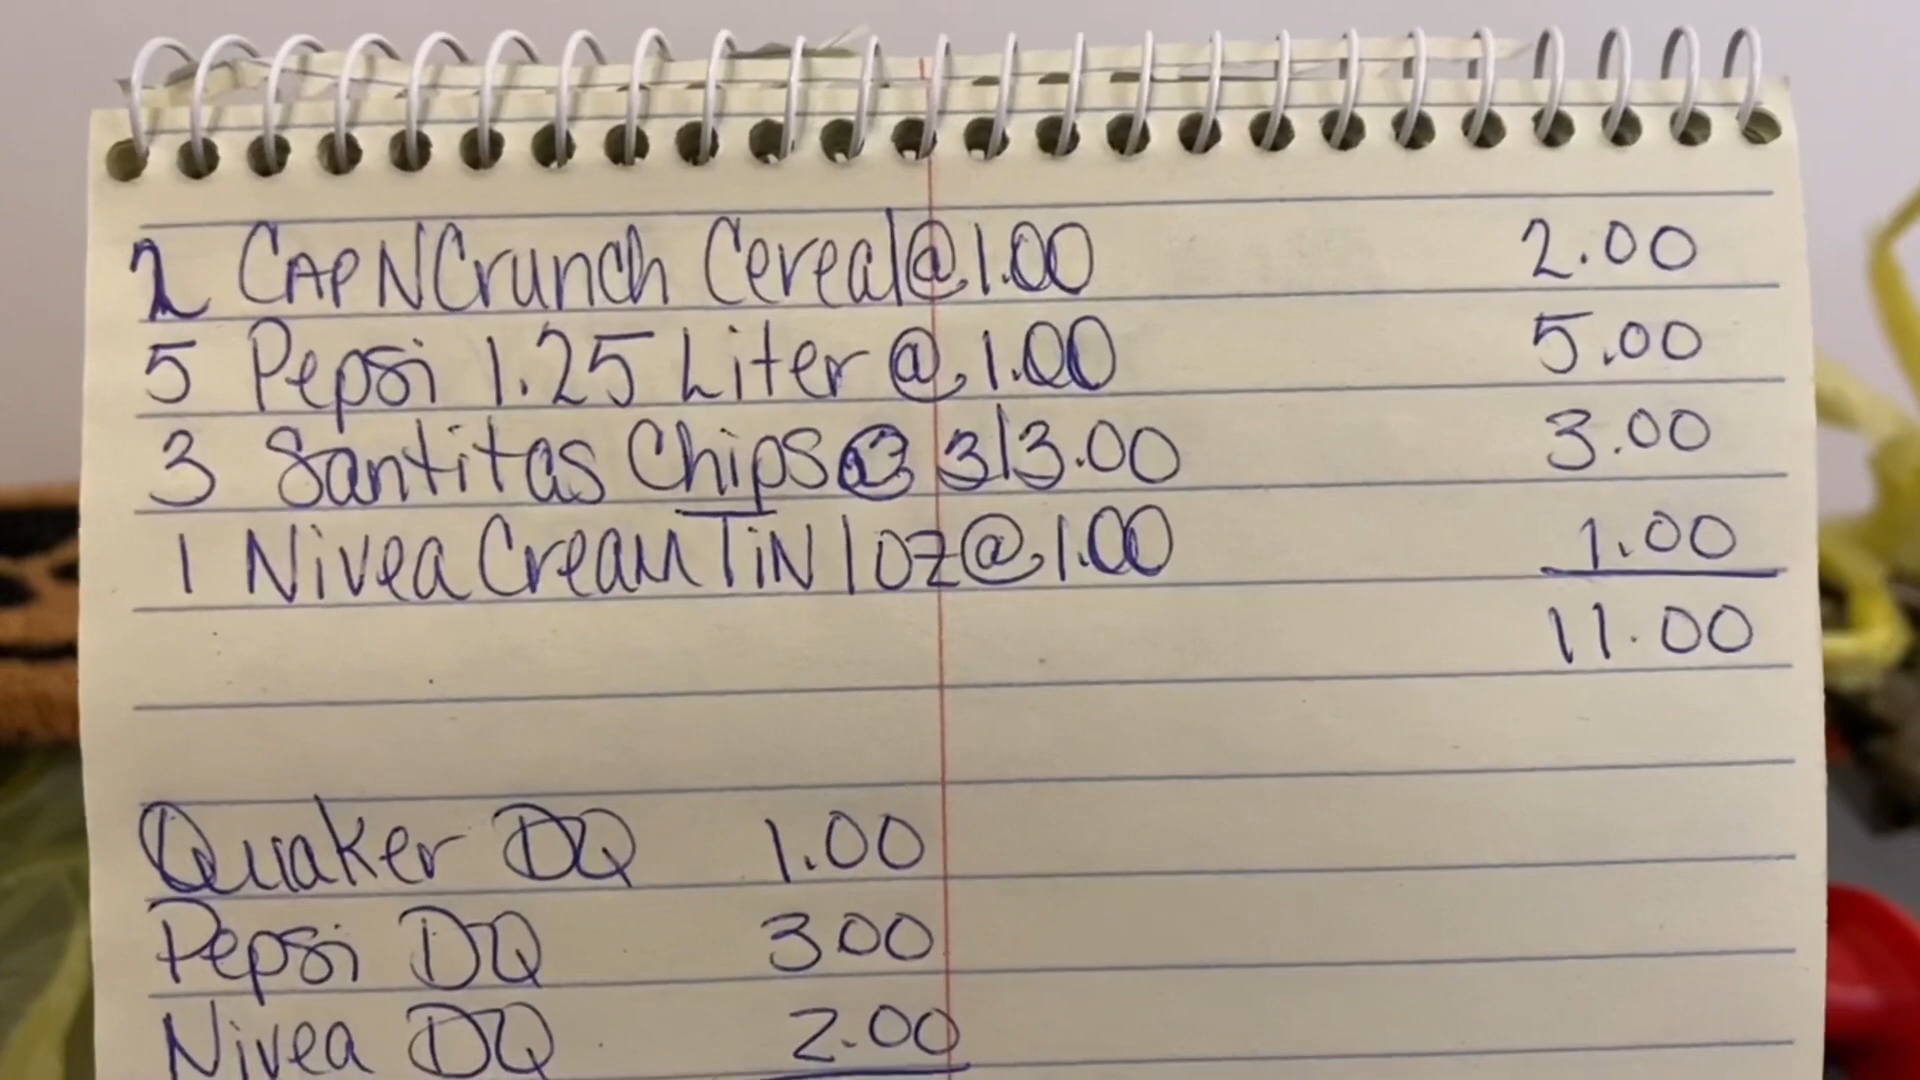 2 CAPNCrunch Cereal @ 1.00 2.00
5 Pepsi 1.25 Liter @ 1.00 5.00
3 Santitas Chips @ 3/3.00 3.00
1 Nivea Cream TiN 1 oz @ 1.00 1.00
11.00
Quaker DQ 1.00
Pepsi DQ 3 00
Nivea DQ 2.00